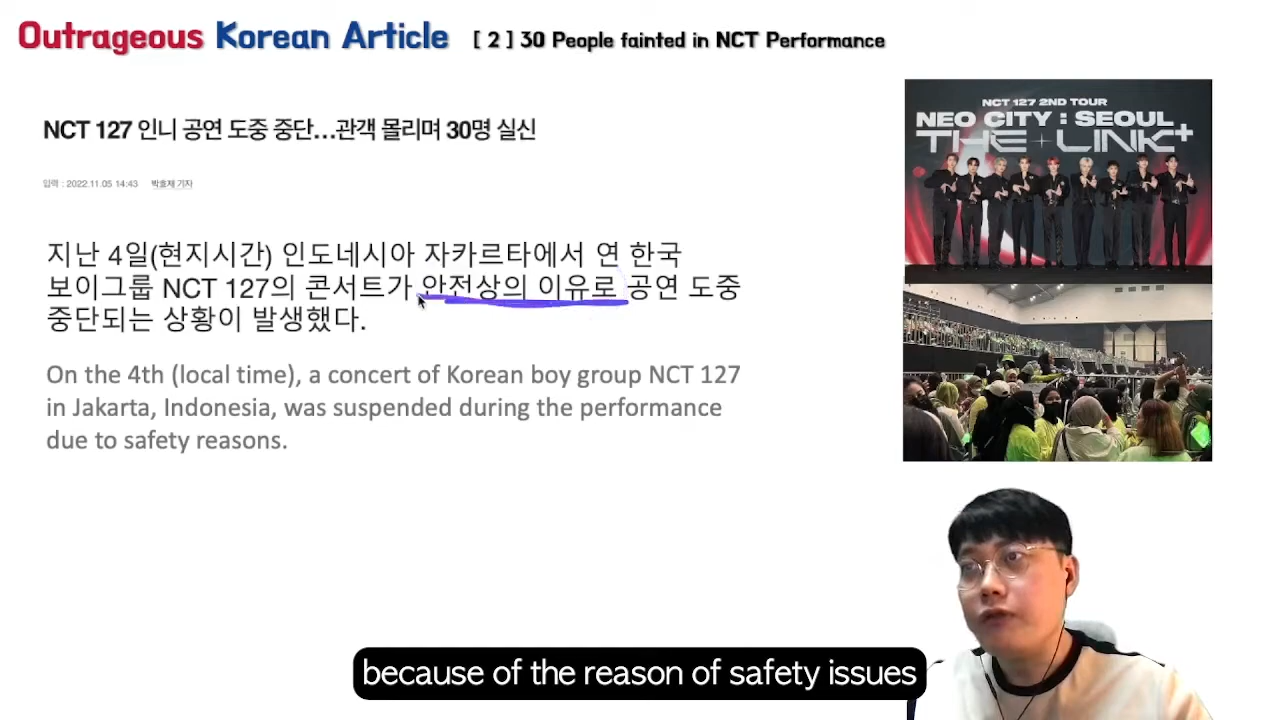 Outrageous Korean Article [ 2 ] 30 People fainted in NCT Performance
NCT 127 인니 공연 도중 중단…관객 몰리며 30명 실신
입력 : 2022.11.05 14:43 박효재 기자
지난 4일(현지시간) 인도네시아 자카르타에서 연 한국
보이그룹 NCT 127의 콘서트가 안전상의 이유로 공연 도중
중단되는 상황이 발생했다.
On the 4th (local time), a concert of Korean boy group NCT 127
in Jakarta, Indonesia, was suspended during the performance
due to safety reasons.
NCT 127 2ND TOUR
NEO CITY : SEOUL
THE LINK+
because of the reason of safety issues